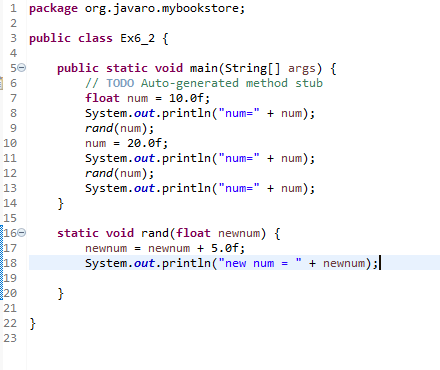 1 package org.javaro.mybookstore;
2
3 public class Ex6_2 {
4
5 public static void main(String[] args) {
6 // TODO Auto-generated method stub
7 float num = 10.0f;
8 System.out.println("num=" + num);
9 rand(num);
10 num = 20.0f;
11 System.out.println("num=" + num);
12 rand(num);
13 System.out.println("num=" + num);
14 }
15
16 static void rand(float newnum) {
17 newnum = newnum + 5.0f;
18 System.out.println("new num = " + newnum);
19
20 }
21
22 }
23